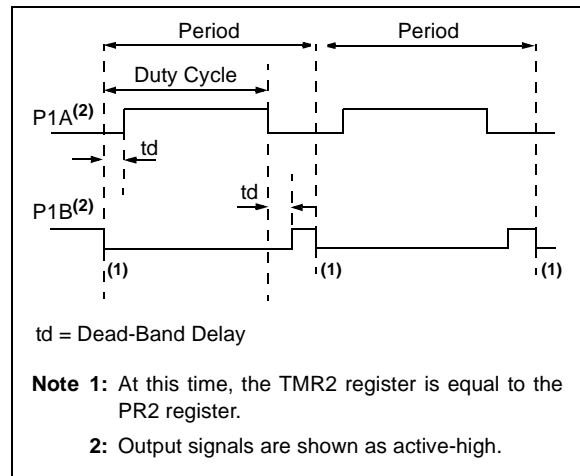 Period Period
Duty Cycle
P1A(2)
td
td
P1B(2)
(1) (1) (1)
td = Dead-Band Delay
Note 1: At this time, the TMR2 register is equal to the
PR2 register.
2: Output signals are shown as active-high.